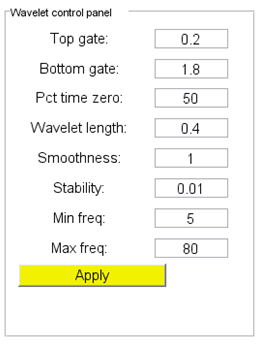 Wavelet control panel
Top gate: 0.2
Bottom gate: 1.8
Pct time zero: 50
Wavelet length: 0.4
Smoothness: 1
Stability: 0.01
Min freq: 5
Max freq: 80
Apply